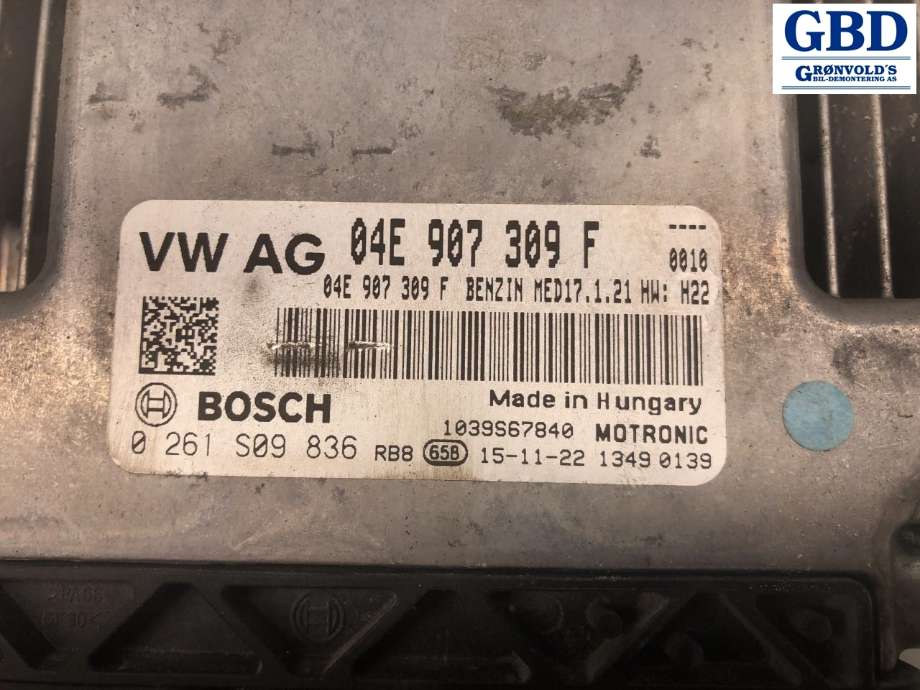 GBD
GRØNVOLD'S
BIL-DEMONTERING AS
VW AG 04E 907 309 F ----
0010
04E 907 309 F BENZIN MED17.1.21 HW: H22
BOSCH Made in Hungary
1039S67840 MOTRONIC
0 261 S09 836 RB8 65B 15-11-22 1349 0139